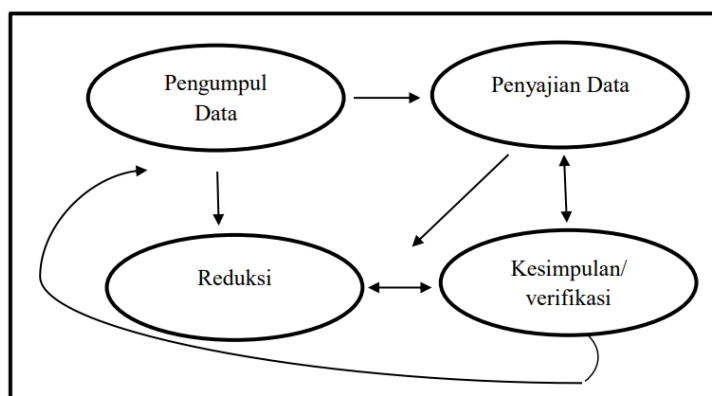 Pengumpul
Data
Penyajian Data
Reduksi
Kesimpulan/
verifikasi